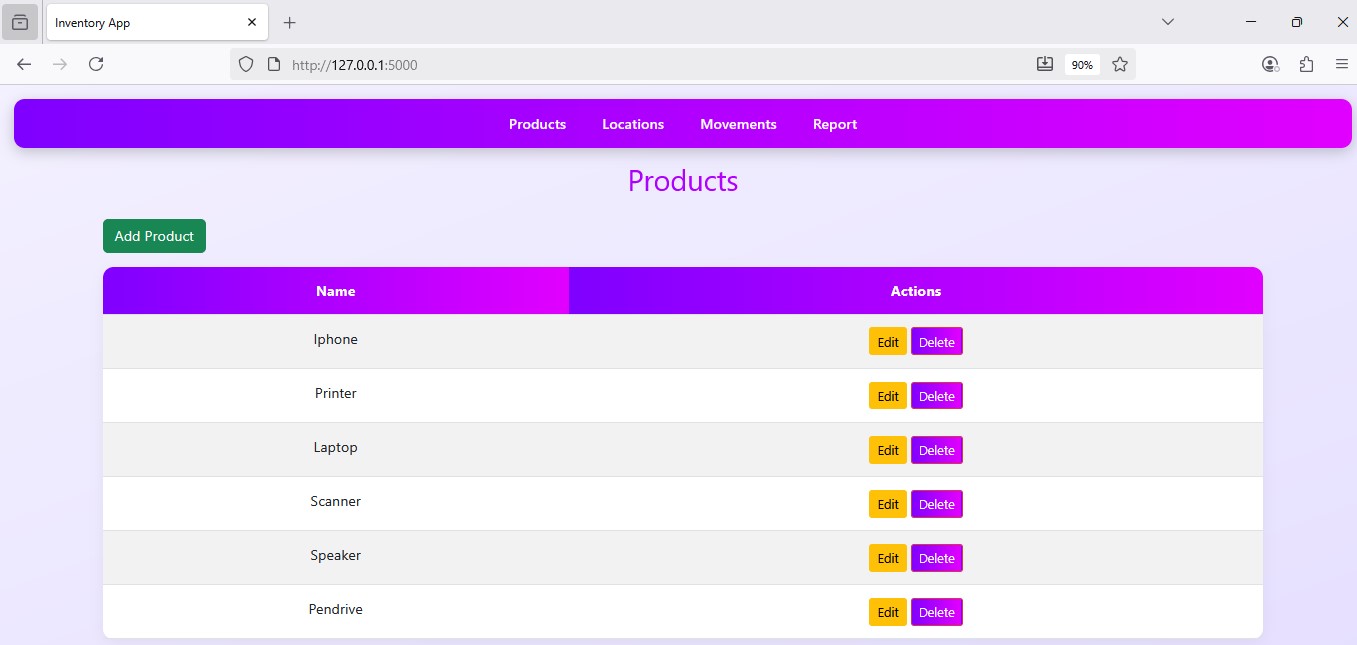 Inventory App
http://127.0.0.1:5000 90%
Products Locations Movements Report
Products
Add Product
Name Actions
Iphone Edit Delete
Printer Edit Delete
Laptop Edit Delete
Scanner Edit Delete
Speaker Edit Delete
Pendrive Edit Delete